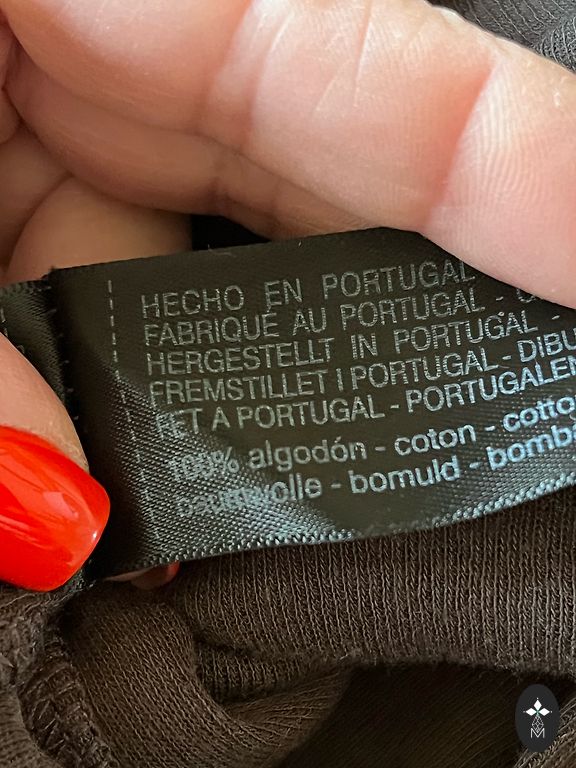 HECHO EN PORTUGAL
FABRIQUÉ AU PORTUGAL -
HERGESTELLT IN PORTUGAL -
FREMSTILLET I PORTUGAL - DIBU
FET A PORTUGAL - PORTUGALEN
100% algodón - coton - cotto
baumwolle - bomuld - bomb
M